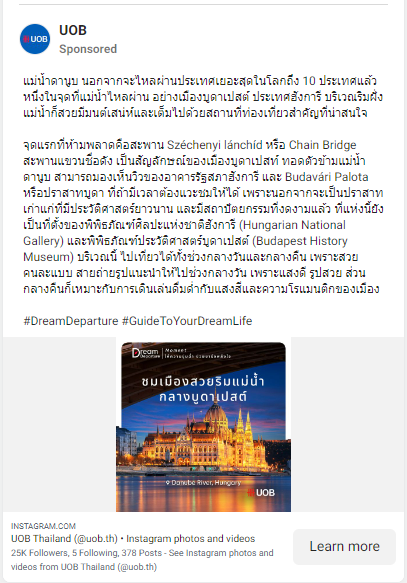 UOB
UOB
Sponsored
แม่น้ำดานูบ นอกจากจะไหลผ่านประเทศเยอะสุดในโลกถึง 10 ประเทศแล้ว
หนึ่งในจุดที่แม่น้ำไหลผ่าน อย่างเมืองบูดาเปสต์ ประเทศฮังการี บริเวณริมฝั่ง
แม่น้ำก็สวยมีมนต์เสน่ห์และเต็มไปด้วยสถานที่ท่องเที่ยวสำคัญที่น่าสนใจ
จุดแรกที่ห้ามพลาดคือสะพาน Széchenyi lánchíd หรือ Chain Bridge
สะพานแขวนชื่อดัง เป็นสัญลักษณ์ของเมืองบูดาเปสท์ ทอดตัวข้ามแม่น้ำ
ดานูบ สามารถมองเห็นวิวของอาคารรัฐสภาฮังการี และ Budavári Palota
หรือปราสาทบูดา ที่ถ้ามีเวลาต้องแวะชมให้ได้ เพราะนอกจากจะเป็นปราสาท
เก่าแก่ที่มีประวัติศาสตร์ยาวนาน และมีสถาปัตยกรรมที่งดงามแล้ว ที่แห่งนี้ยัง
เป็นที่ตั้งของพิพิธภัณฑ์ศิลปะแห่งชาติฮังการี (Hungarian National
Gallery) และพิพิธภัณฑ์ประวัติศาสตร์บูดาเปสต์ (Budapest History
Museum) บริเวณนี้ ไปเที่ยวได้ทั้งช่วงกลางวันและกลางคืน เพราะสวย
คนละแบบ สายถ่ายรูปแนะนำให้ไปช่วงกลางวัน เพราะแสงดี รูปสวย ส่วน
กลางคืนก็เหมาะกับการเดินเล่นดื่มด่ำกับแสงสีและความโรแมนติกของเมือง
#DreamDeparture #GuideToYourDreamLife
Dream
Departure
Moment
ชมเมืองสวยริมแม่น้ำ
กลางบูดาเปสต์
Danube River, Hungary
UOB
INSTAGRAM.COM
UOB Thailand (@uob.th) • Instagram photos and videos
25K Followers, 5 Following, 378 Posts - See Instagram photos and
videos from UOB Thailand (@uob.th)
Learn more